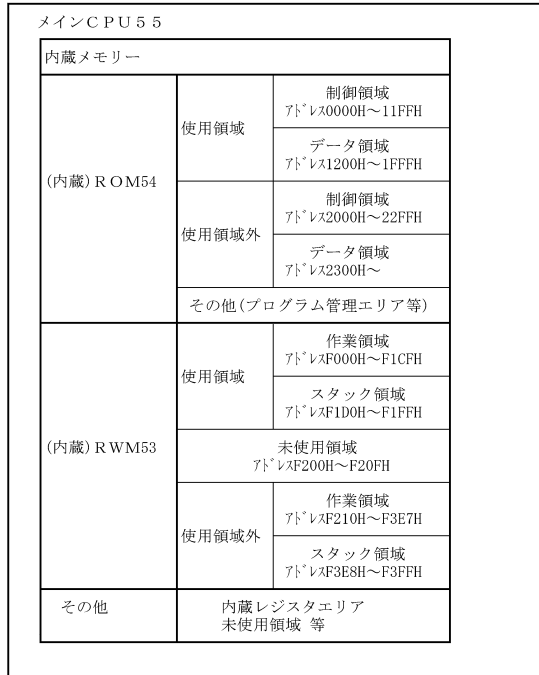 メインＣＰＵ５５
内蔵メモリー
(内蔵)ＲＯＭ54
使用領域
制御領域
ｱﾄﾞﾚｽ0000H～11FFH
データ領域
ｱﾄﾞﾚｽ1200H～1FFFH
使用領域外
制御領域
ｱﾄﾞﾚｽ2000H～22FFH
データ領域
ｱﾄﾞﾚｽ2300H～
その他(プログラム管理エリア等)
(内蔵)ＲＷＭ53
使用領域
作業領域
ｱﾄﾞﾚｽF000H～F1CFH
スタック領域
ｱﾄﾞﾚｽF1D0H～F1FFH
未使用領域
ｱﾄﾞﾚｽF200H～F20FH
使用領域外
作業領域
ｱﾄﾞﾚｽF210H～F3E7H
スタック領域
ｱﾄﾞﾚｽF3E8H～F3FFH
その他
内蔵レジスタエリア
未使用領域 等